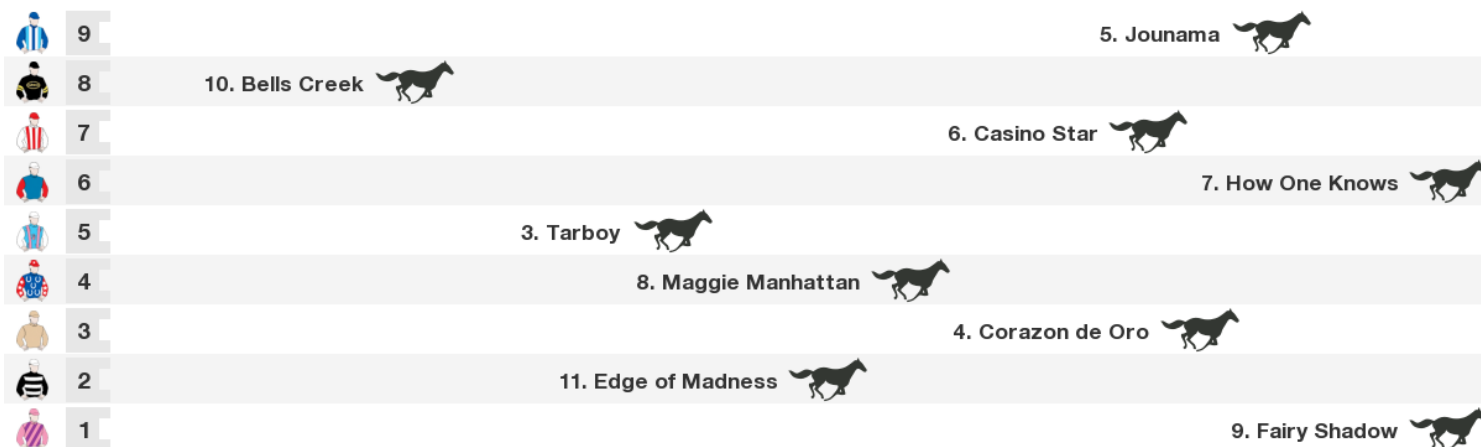 9 5. Jounama
8 10. Bells Creek
7 6. Casino Star
6 7. How One Knows
5 3. Tarboy
4 8. Maggie Manhattan
3 4. Corazon de Oro
2 11. Edge of Madness
1 9. Fairy Shadow